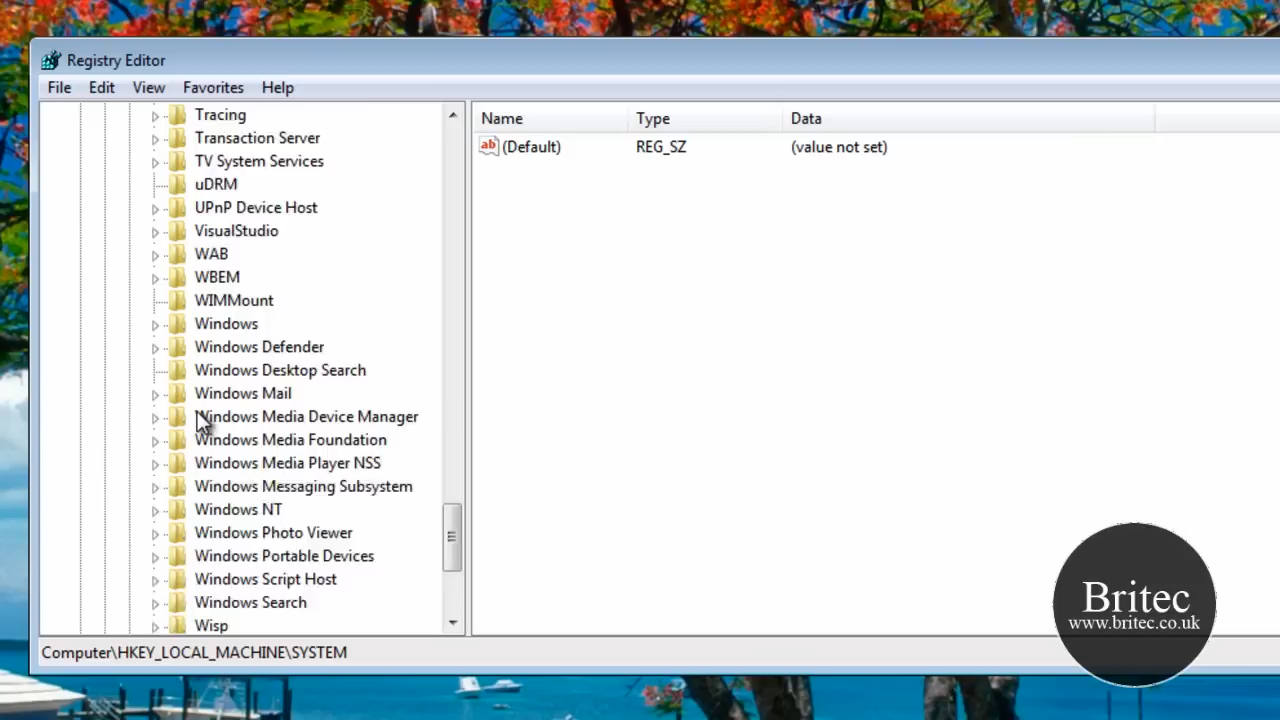 Registry Editor
File Edit View Favorites Help
Tracing
Transaction Server
TV System Services
uDRM
UPnP Device Host
VisualStudio
WAB
WBEM
WIMMount
Windows
Windows Defender
Windows Desktop Search
Windows Mail
Windows Media Device Manager
Windows Media Foundation
Windows Media Player NSS
Windows Messaging Subsystem
Windows NT
Windows Photo Viewer
Windows Portable Devices
Windows Script Host
Windows Search
Wisp
Name Type Data
ab (Default) REG_SZ (value not set)
Computer\HKEY_LOCAL_MACHINE\SYSTEM
Britec
www.britec.co.uk